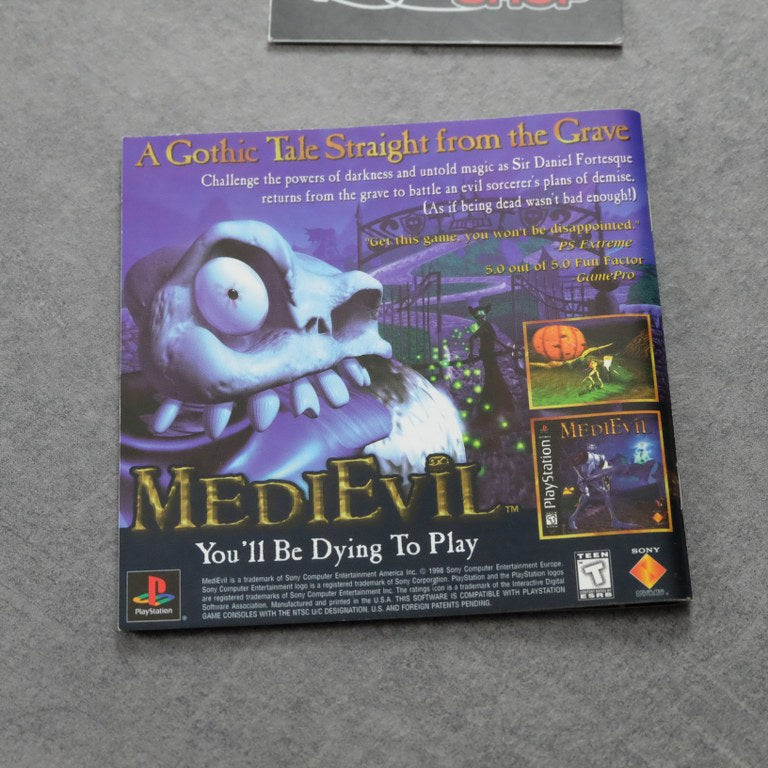 SHOP
A Gothic Tale Straight from the Grave
Challenge the powers of darkness and untold magic as Sir Daniel Fortesque
returns from the grave to battle an evil sorcerer's plans of demise.
(As if being dead wasn't bad enough!)
"Get this game, you won't be disappointed."
PS Extreme
5.0 out of 5.0 Fun Factor
GamePro
PlayStation
MEDIEVIL
MEDIEVIL™
You'll Be Dying To Play
PlayStation®
MediEvil is a trademark of Sony Computer Entertainment America Inc. © 1998 Sony Computer Entertainment Europe.
Sony Computer Entertainment logo is a registered trademark of Sony Corporation. PlayStation and the PlayStation logos
are registered trademarks of Sony Computer Entertainment Inc. The ratings icon is a trademark of the Interactive Digital
Software Association. Manufactured and printed in the U.S.A. THIS SOFTWARE IS COMPATIBLE WITH PLAYSTATION
GAME CONSOLES WITH THE NTSC U/C DESIGNATION. U.S. AND FOREIGN PATENTS PENDING.
TEEN
T
ESRB
SONY
COMPUTER